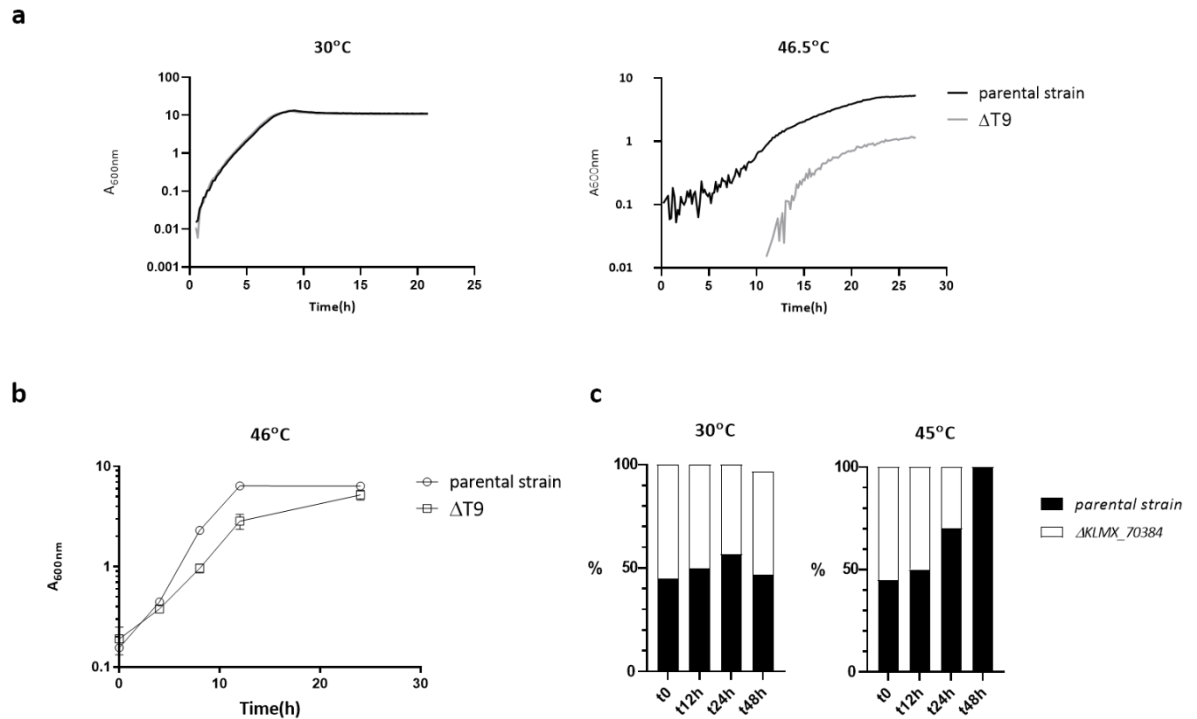 a
30°C
100
10
1
0.1
0.01
0.001
A600nm
0 5 10 15 20 25
Time(h)
46.5°C
10
1
0.1
0.01
A600nm
0 5 10 15 20 25 30
Time(h)
parental strain
ΔT9
b
46°C
10
1
0.1
A600nm
0 10 20 30
Time(h)
parental strain
ΔT9
c
30°C
100
50
0
%
t0 t12h t24h t48h
45°C
100
50
0
%
t0 t12h t24h t48h
parental strain
ΔKLMX_70384